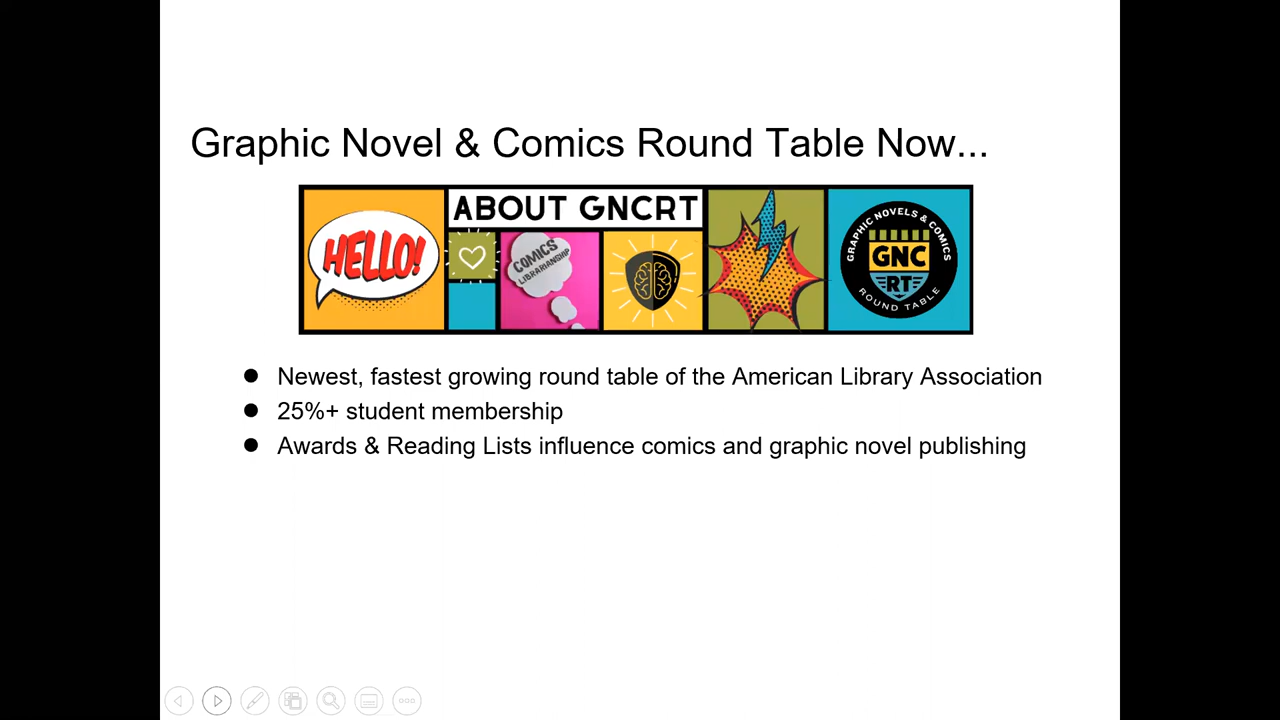 Graphic Novel & Comics Round Table Now...
HELLO!
ABOUT GNCRT
COMICS
LIBRARIANSHIP
GRAPHIC NOVELS & COMICS
GNC
RT
ROUND TABLE
● Newest, fastest growing round table of the American Library Association
● 25%+ student membership
● Awards & Reading Lists influence comics and graphic novel publishing